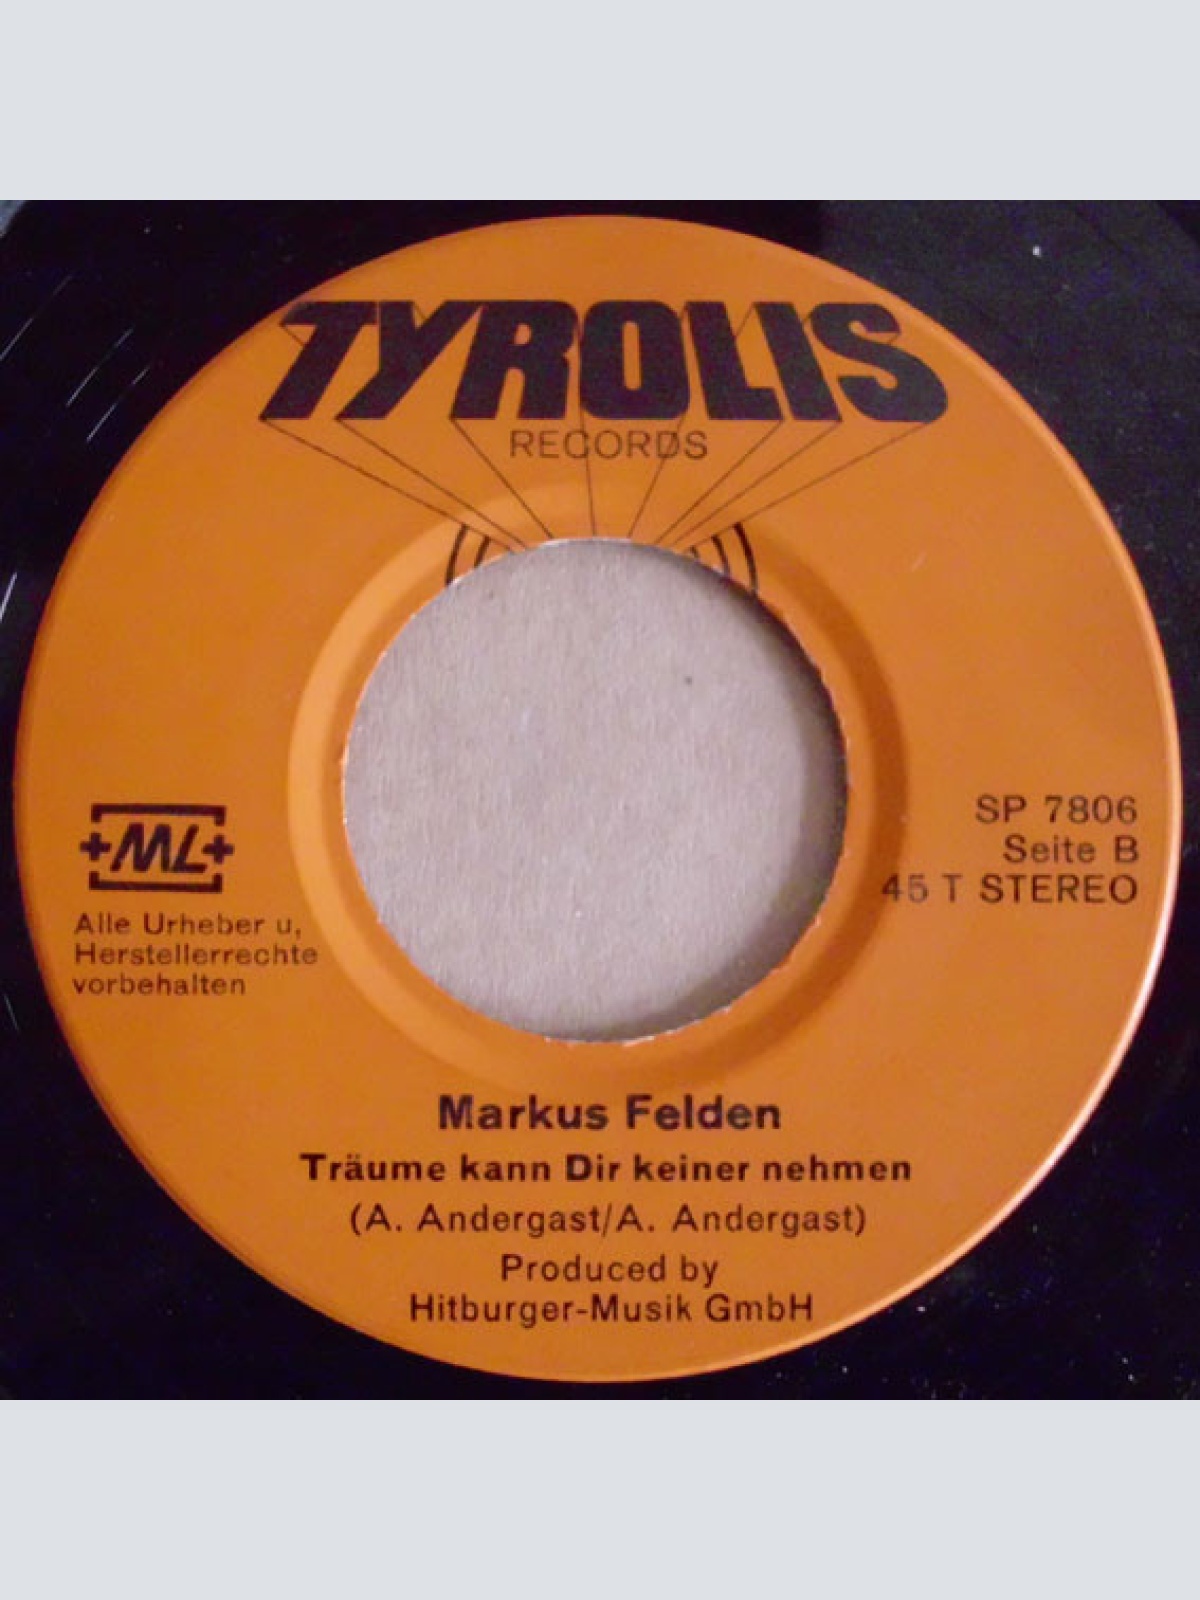 TYROLIS
RECORDS
SP 7806
Seite B
45 T STEREO
ML
Alle Urheber u,
Herstellerrechte
vorbehalten
Markus Felden
Träume kann Dir keiner nehmen
(A. Andergast/A. Andergast)
Produced by
Hitburger-Musik GmbH